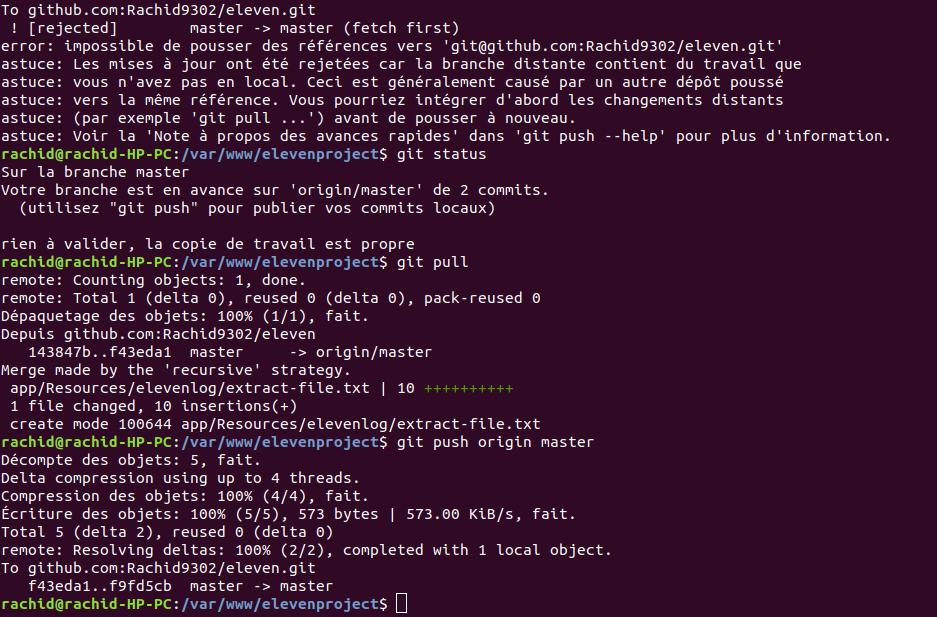 To github.com:Rachid9302/eleven.git
 ! [rejected]        master -> master (fetch first)
error: impossible de pousser des références vers 'git@github.com:Rachid9302/eleven.git'
astuce: Les mises à jour ont été rejetées car la branche distante contient du travail que
astuce: vous n'avez pas en local. Ceci est généralement causé par un autre dépôt poussé
astuce: vers la même référence. Vous pourriez intégrer d'abord les changements distants
astuce: (par exemple 'git pull ...') avant de pousser à nouveau.
astuce: Voir la 'Note à propos des avances rapides' dans 'git push --help' pour plus d'information.
rachid@rachid-HP-PC:/var/www/elevenproject$ git status
Sur la branche master
Votre branche est en avance sur 'origin/master' de 2 commits.
  (utilisez "git push" pour publier vos commits locaux)

rien à valider, la copie de travail est propre
rachid@rachid-HP-PC:/var/www/elevenproject$ git pull
remote: Counting objects: 1, done.
remote: Total 1 (delta 0), reused 0 (delta 0), pack-reused 0
Dépaquetage des objets: 100% (1/1), fait.
Depuis github.com:Rachid9302/eleven
   143847b..f43eda1  master     -> origin/master
Merge made by the 'recursive' strategy.
 app/Resources/elevenlog/extract-file.txt | 10 ++++++++++
 1 file changed, 10 insertions(+)
 create mode 100644 app/Resources/elevenlog/extract-file.txt
rachid@rachid-HP-PC:/var/www/elevenproject$ git push origin master
Décompte des objets: 5, fait.
Delta compression using up to 4 threads.
Compression des objets: 100% (4/4), fait.
Écriture des objets: 100% (5/5), 573 bytes | 573.00 KiB/s, fait.
Total 5 (delta 2), reused 0 (delta 0)
remote: Resolving deltas: 100% (2/2), completed with 1 local object.
To github.com:Rachid9302/eleven.git
   f43eda1..f9fd5cb  master -> master
rachid@rachid-HP-PC:/var/www/elevenproject$